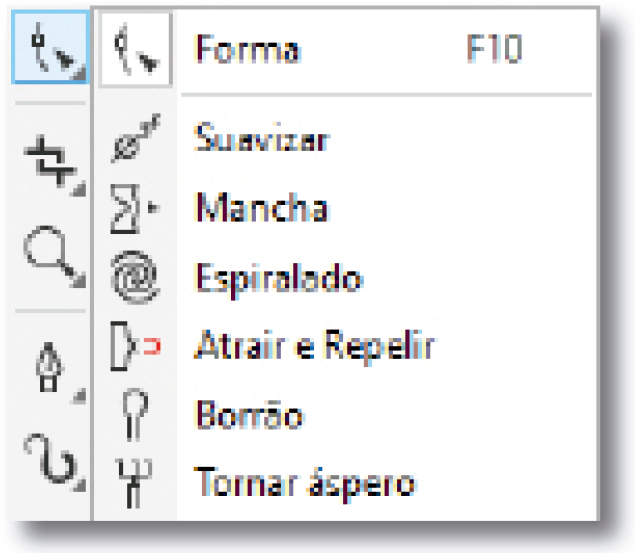 Forma F10
Suavizar
Mancha
Espiralado
Atrair e Repelir
Borrão
Tornar áspero